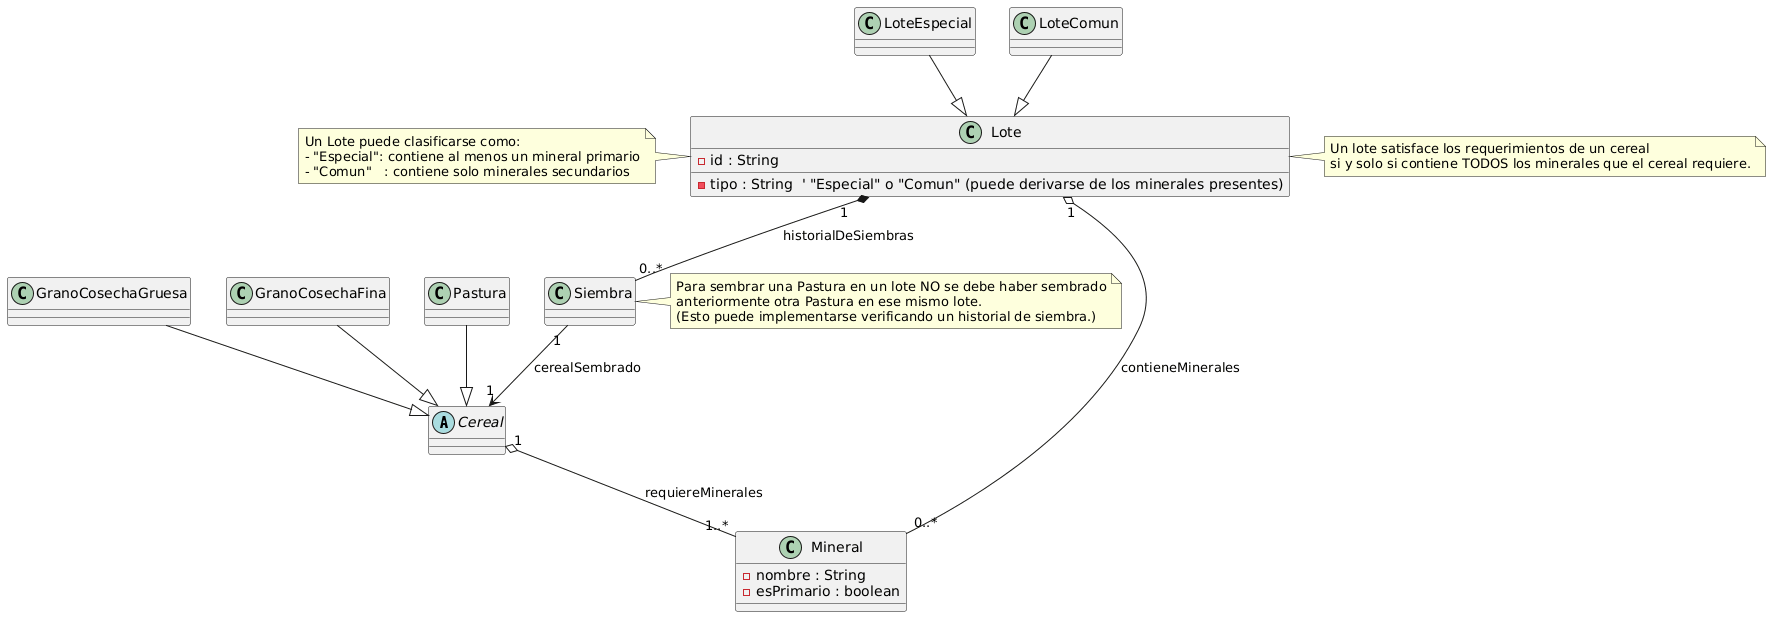 LoteEspecial
LoteComun
Lote
id : String
tipo : String  ' "Especial" o "Comun" (puede derivarse de los minerales presentes)
Un Lote puede clasificarse como:
- "Especial": contiene al menos un mineral primario
- "Comun"   : contiene solo minerales secundarios
Un lote satisface los requerimientos de un cereal
si y solo si contiene TODOS los minerales que el cereal requiere.
1
1
historialDeSiembras
0..*
GranoCosechaGruesa
GranoCosechaFina
Pastura
Siembra
Para sembrar una Pastura en un lote NO se debe haber sembrado
anteriormente otra Pastura en ese mismo lote.
(Esto puede implementarse verificando un historial de siembra.)
1
cerealSembrado
contieneMinerales
1
Cereal
1
requiereMinerales
1..*
0..*
Mineral
nombre : String
esPrimario : boolean